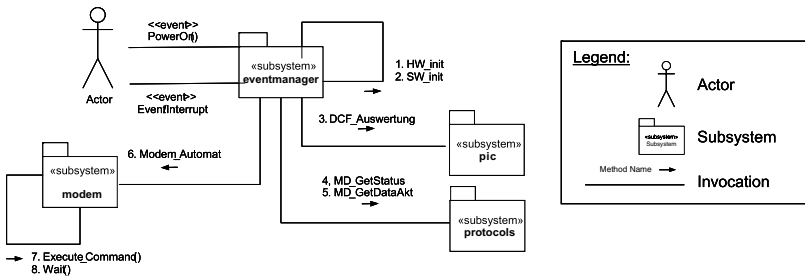 <<event>>
PowerOn()
<<event>>
EventInterrupt
Actor
«subsystem»
eventmanager
1. HW_init
2. SW_init
3. DCF_Auswertung
«subsystem»
pic
4, MD_GetStatus
5. MD_GetDataAkt
«subsystem»
protocols
6. Modem_Automat
«subsystem»
modem
7. Execute_Command()
8. Wait()
Legend:
Actor
«subsystem»
Subsystem
Subsystem
Method Name
Invocation